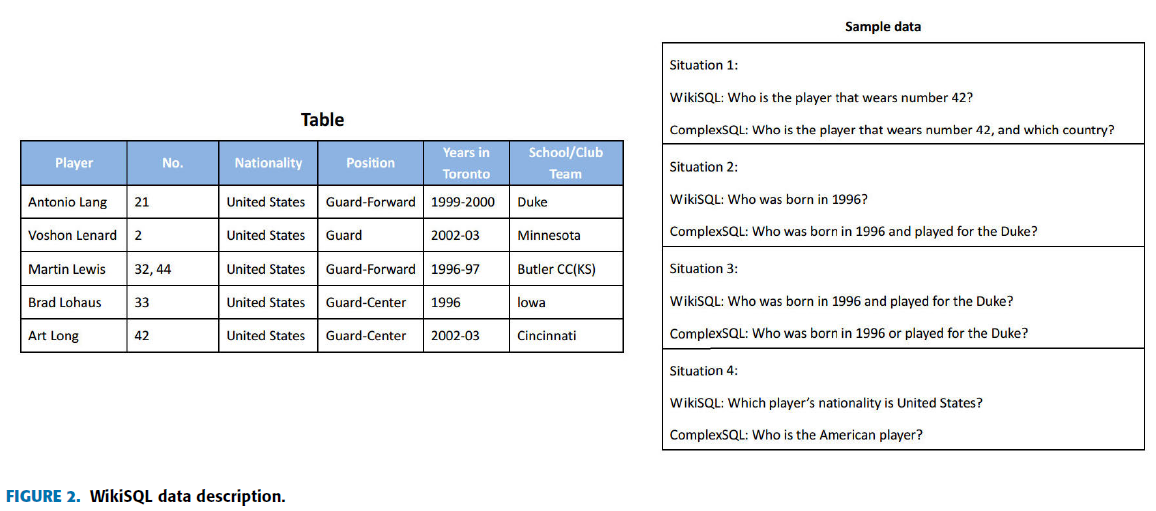 Table
Player No. Nationality Position Years in Toronto School/Club Team
Antonio Lang 21 United States Guard-Forward 1999-2000 Duke
Voshon Lenard 2 United States Guard 2002-03 Minnesota
Martin Lewis 32, 44 United States Guard-Forward 1996-97 Butler CC(KS)
Brad Lohaus 33 United States Guard-Center 1996 Iowa
Art Long 42 United States Guard-Center 2002-03 Cincinnati
Sample data
Situation 1:
WikiSQL: Who is the player that wears number 42?
ComplexSQL: Who is the player that wears number 42, and which country?
Situation 2:
WikiSQL: Who was born in 1996?
ComplexSQL: Who was born in 1996 and played for the Duke?
Situation 3:
WikiSQL: Who was born in 1996 and played for the Duke?
ComplexSQL: Who was born in 1996 or played for the Duke?
Situation 4:
WikiSQL: Which player’s nationality is United States?
ComplexSQL: Who is the American player?
FIGURE 2. WikiSQL data description.